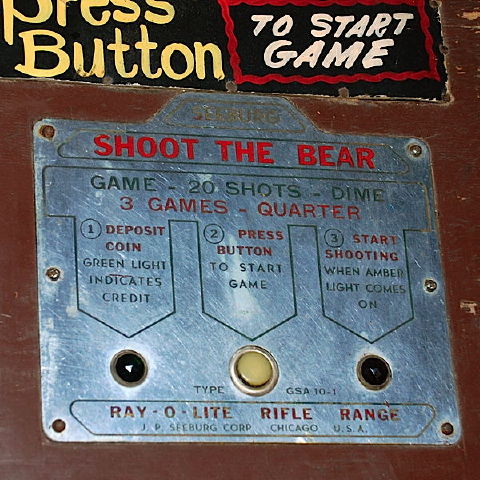 Press
Button
TO START
GAME
SEEBURG
SHOOT THE BEAR
GAME - 20 SHOTS - DIME
3 GAMES - QUARTER
1 DEPOSIT
COIN
GREEN LIGHT
INDICATES
CREDIT
2 PRESS
BUTTON
TO START
GAME
3 START
SHOOTING
WHEN AMBER
LIGHT COMES
ON
TYPE GSA 10-1
RAY-O-LITE RIFLE RANGE
J. P. SEEBURG CORP. CHICAGO U.S.A.